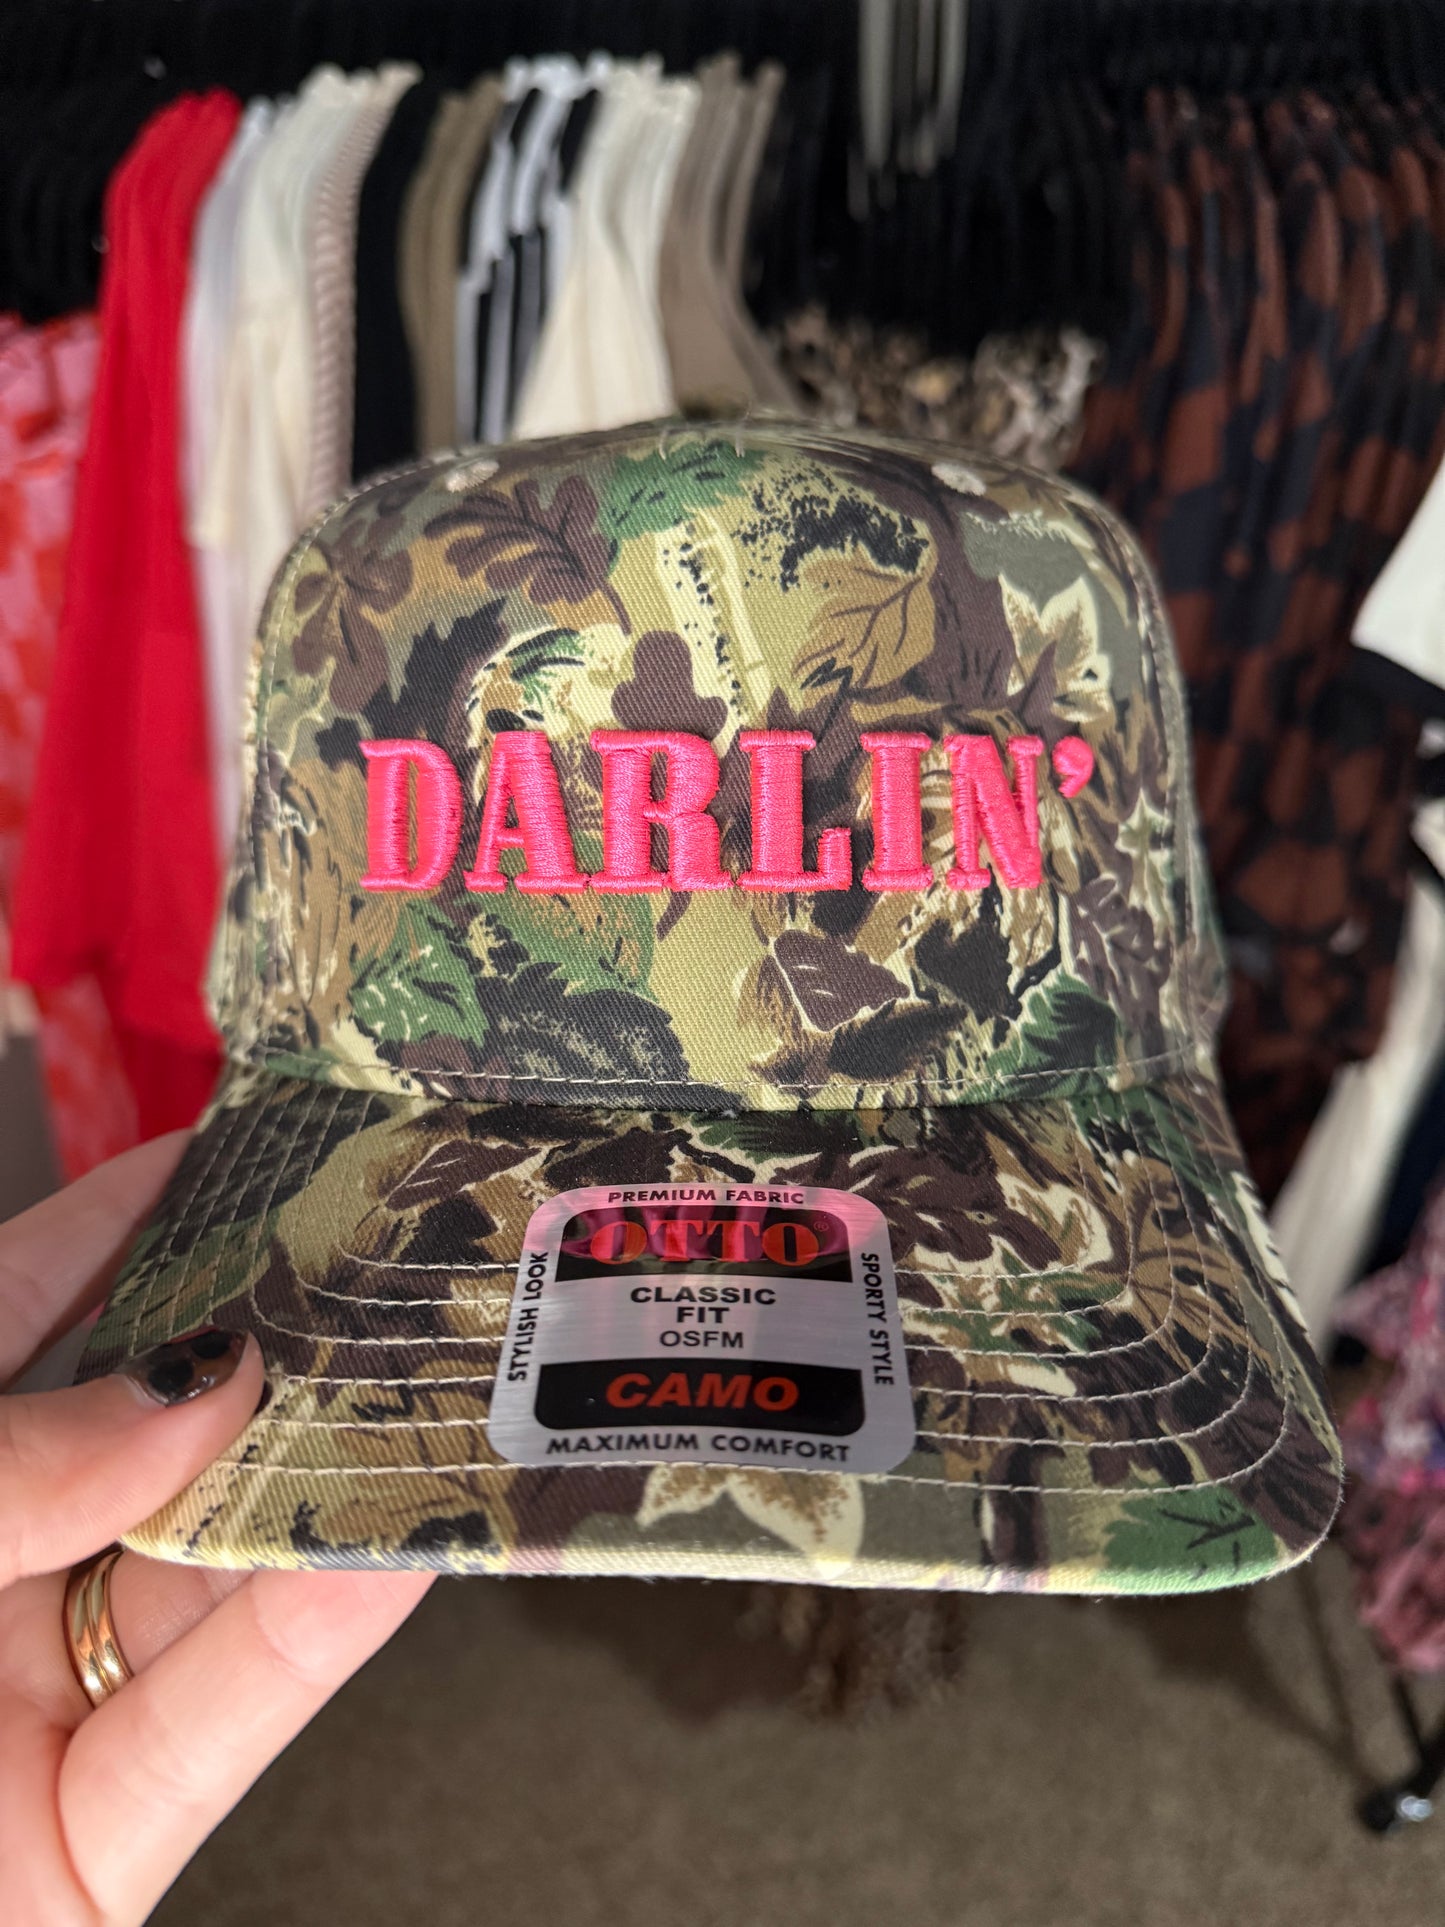 DARLIN'
PREMIUM FABRIC
OTTO®
STYLISH LOOK
CLASSIC
FIT
OSFM
SPORTY STYLE
CAMO
MAXIMUM COMFORT